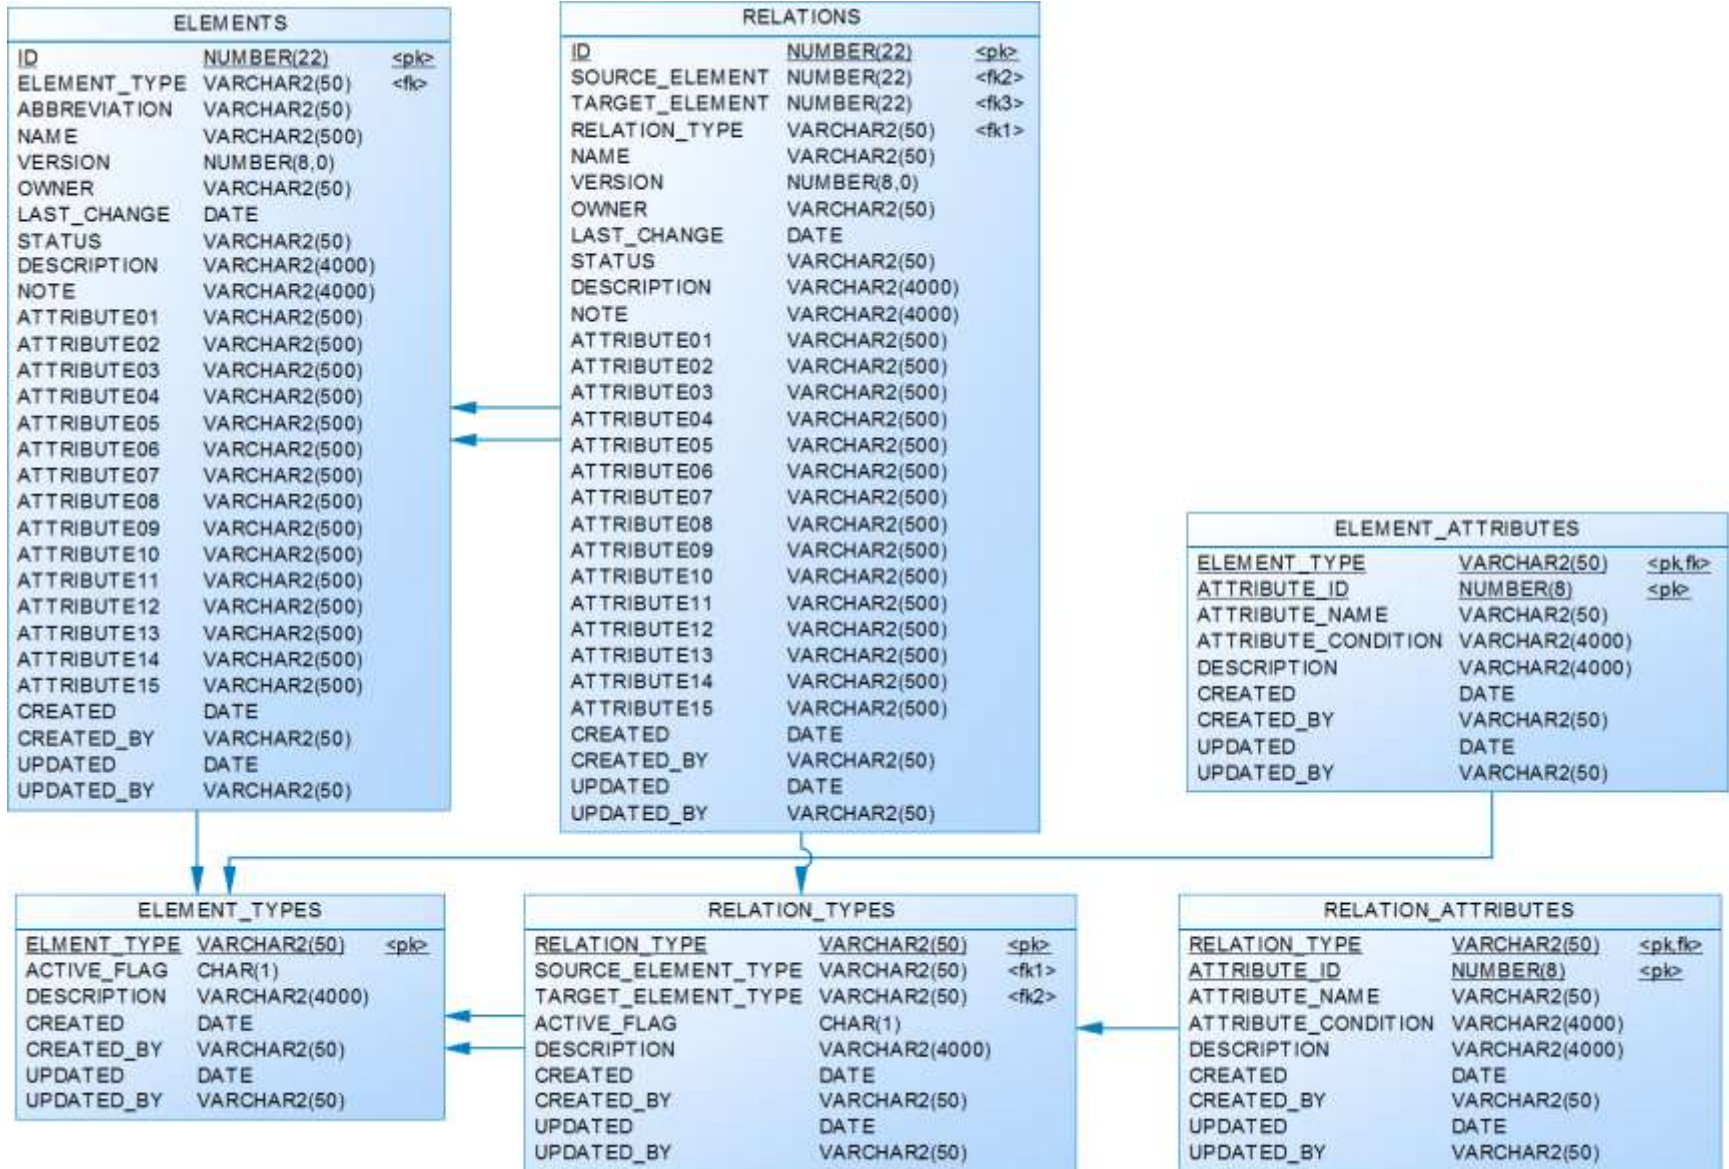 ELEMENTS
ID NUMBER(22) <pk>
ELEMENT_TYPE VARCHAR2(50) <fk>
ABBREVIATION VARCHAR2(50)
NAME VARCHAR2(500)
VERSION NUMBER(8,0)
OWNER VARCHAR2(50)
LAST_CHANGE DATE
STATUS VARCHAR2(50)
DESCRIPTION VARCHAR2(4000)
NOTE VARCHAR2(4000)
ATTRIBUTE01 VARCHAR2(500)
ATTRIBUTE02 VARCHAR2(500)
ATTRIBUTE03 VARCHAR2(500)
ATTRIBUTE04 VARCHAR2(500)
ATTRIBUTE05 VARCHAR2(500)
ATTRIBUTE06 VARCHAR2(500)
ATTRIBUTE07 VARCHAR2(500)
ATTRIBUTE08 VARCHAR2(500)
ATTRIBUTE09 VARCHAR2(500)
ATTRIBUTE10 VARCHAR2(500)
ATTRIBUTE11 VARCHAR2(500)
ATTRIBUTE12 VARCHAR2(500)
ATTRIBUTE13 VARCHAR2(500)
ATTRIBUTE14 VARCHAR2(500)
ATTRIBUTE15 VARCHAR2(500)
CREATED DATE
CREATED_BY VARCHAR2(50)
UPDATED DATE
UPDATED_BY VARCHAR2(50)
RELATIONS
ID NUMBER(22) <pk>
SOURCE_ELEMENT NUMBER(22) <fk2>
TARGET_ELEMENT NUMBER(22) <fk3>
RELATION_TYPE VARCHAR2(50) <fk1>
NAME VARCHAR2(50)
VERSION NUMBER(8,0)
OWNER VARCHAR2(50)
LAST_CHANGE DATE
STATUS VARCHAR2(50)
DESCRIPTION VARCHAR2(4000)
NOTE VARCHAR2(4000)
ATTRIBUTE01 VARCHAR2(500)
ATTRIBUTE02 VARCHAR2(500)
ATTRIBUTE03 VARCHAR2(500)
ATTRIBUTE04 VARCHAR2(500)
ATTRIBUTE05 VARCHAR2(500)
ATTRIBUTE06 VARCHAR2(500)
ATTRIBUTE07 VARCHAR2(500)
ATTRIBUTE08 VARCHAR2(500)
ATTRIBUTE09 VARCHAR2(500)
ATTRIBUTE10 VARCHAR2(500)
ATTRIBUTE11 VARCHAR2(500)
ATTRIBUTE12 VARCHAR2(500)
ATTRIBUTE13 VARCHAR2(500)
ATTRIBUTE14 VARCHAR2(500)
ATTRIBUTE15 VARCHAR2(500)
CREATED DATE
CREATED_BY VARCHAR2(50)
UPDATED DATE
UPDATED_BY VARCHAR2(50)
ELEMENT_ATTRIBUTES
ELEMENT_TYPE VARCHAR2(50) <pk,fk>
ATTRIBUTE_ID NUMBER(8) <pk>
ATTRIBUTE_NAME VARCHAR2(50)
ATTRIBUTE_CONDITION VARCHAR2(4000)
DESCRIPTION VARCHAR2(4000)
CREATED DATE
CREATED_BY VARCHAR2(50)
UPDATED DATE
UPDATED_BY VARCHAR2(50)
ELEMENT_TYPES
ELMENT_TYPE VARCHAR2(50) <pk>
ACTIVE_FLAG CHAR(1)
DESCRIPTION VARCHAR2(4000)
CREATED DATE
CREATED_BY VARCHAR2(50)
UPDATED DATE
UPDATED_BY VARCHAR2(50)
RELATION_TYPES
RELATION_TYPE VARCHAR2(50) <pk>
SOURCE_ELEMENT_TYPE VARCHAR2(50) <fk1>
TARGET_ELEMENT_TYPE VARCHAR2(50) <fk2>
ACTIVE_FLAG CHAR(1)
DESCRIPTION VARCHAR2(4000)
CREATED DATE
CREATED_BY VARCHAR2(50)
UPDATED DATE
UPDATED_BY VARCHAR2(50)
RELATION_ATTRIBUTES
RELATION_TYPE VARCHAR2(50) <pk,fk>
ATTRIBUTE_ID NUMBER(8) <pk>
ATTRIBUTE_NAME VARCHAR2(50)
ATTRIBUTE_CONDITION VARCHAR2(4000)
DESCRIPTION VARCHAR2(4000)
CREATED DATE
CREATED_BY VARCHAR2(50)
UPDATED DATE
UPDATED_BY VARCHAR2(50)